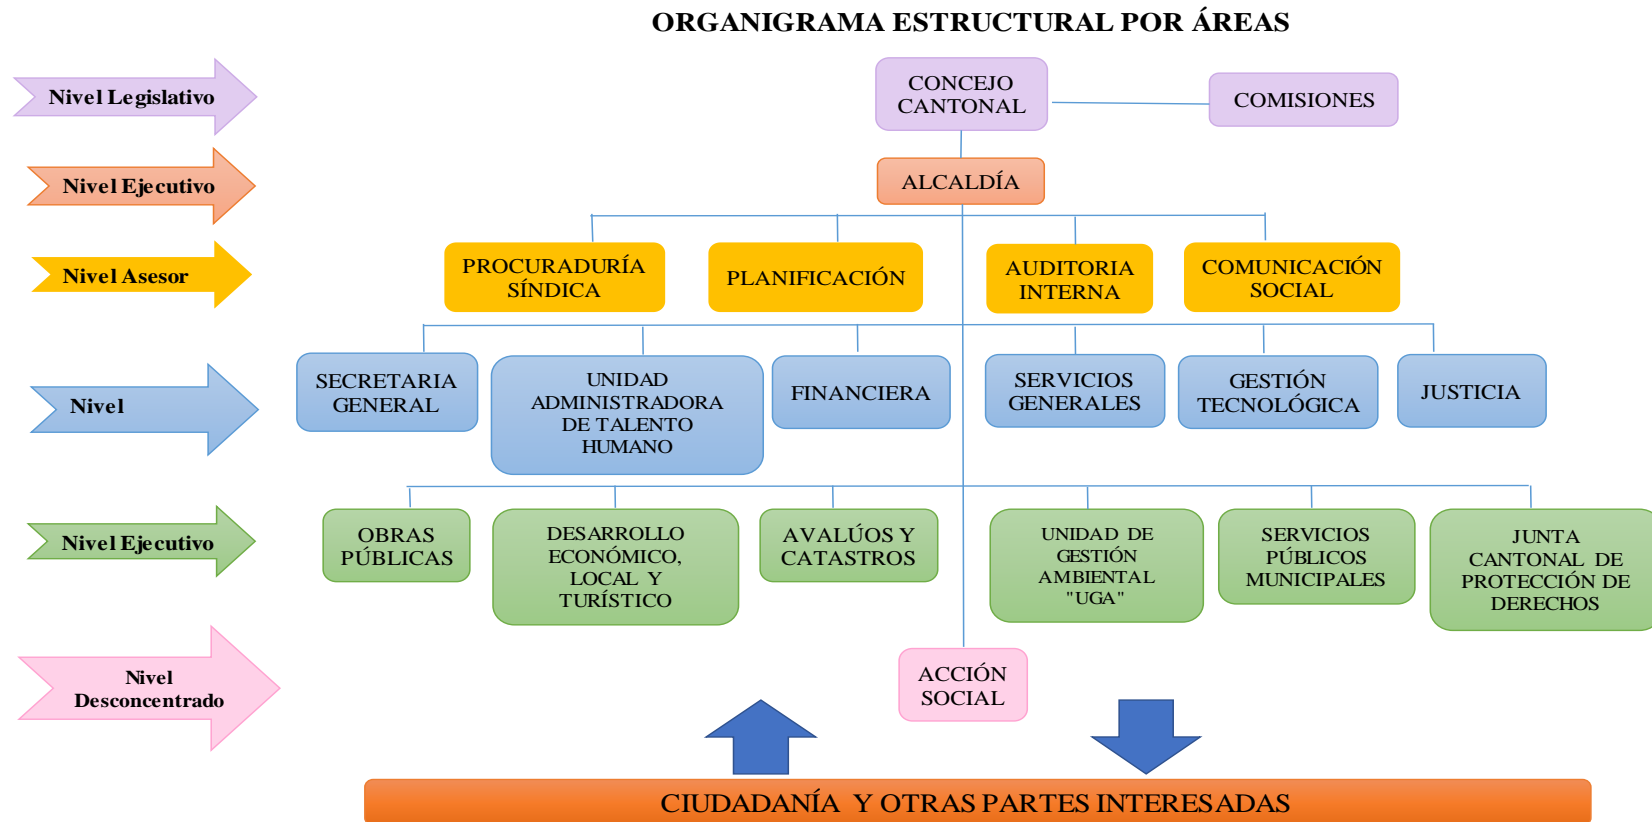 ORGANIGRAMA ESTRUCTURAL POR ÁREAS
Nivel Legislativo
CONCEJO
CANTONAL
COMISIONES
Nivel Ejecutivo
ALCALDÍA
Nivel Asesor
PROCURADURÍA
SÍNDICA
PLANIFICACIÓN
AUDITORIA
INTERNA
COMUNICACIÓN
SOCIAL
Nivel
SECRETARIA
GENERAL
UNIDAD
ADMINISTRADORA
DE TALENTO
HUMANO
FINANCIERA
SERVICIOS
GENERALES
GESTIÓN
TECNOLÓGICA
JUSTICIA
Nivel Ejecutivo
OBRAS
PÚBLICAS
DESARROLLO
ECONÓMICO,
LOCAL Y
TURÍSTICO
AVALÚOS Y
CATASTROS
UNIDAD DE
GESTIÓN
AMBIENTAL
"UGA"
SERVICIOS
PÚBLICOS
MUNICIPALES
JUNTA
CANTONAL DE
PROTECCIÓN DE
DERECHOS
Nivel
Desconcentrado
ACCIÓN
SOCIAL
CIUDADANÍA Y OTRAS PARTES INTERESADAS